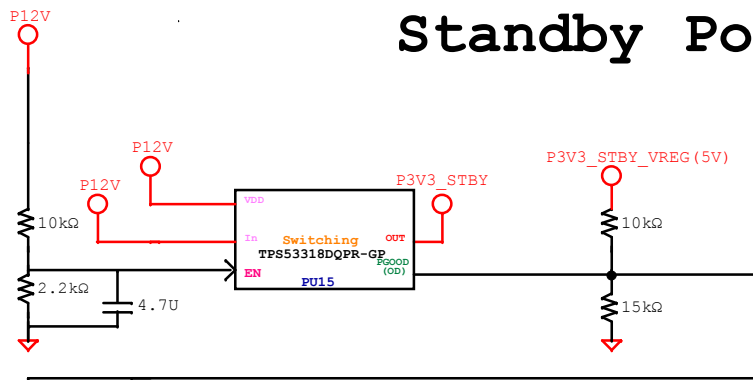 P12V
Standby Po
P12V
P12V
P3V3_STBY
P3V3_STBY_VREG(5V)
VDD
10kΩ
10kΩ
In
Switching
OUT
TPS53318DQPR-GP
PGOOD
(OD)
EN
PU15
2.2kΩ
4.7U
15kΩ